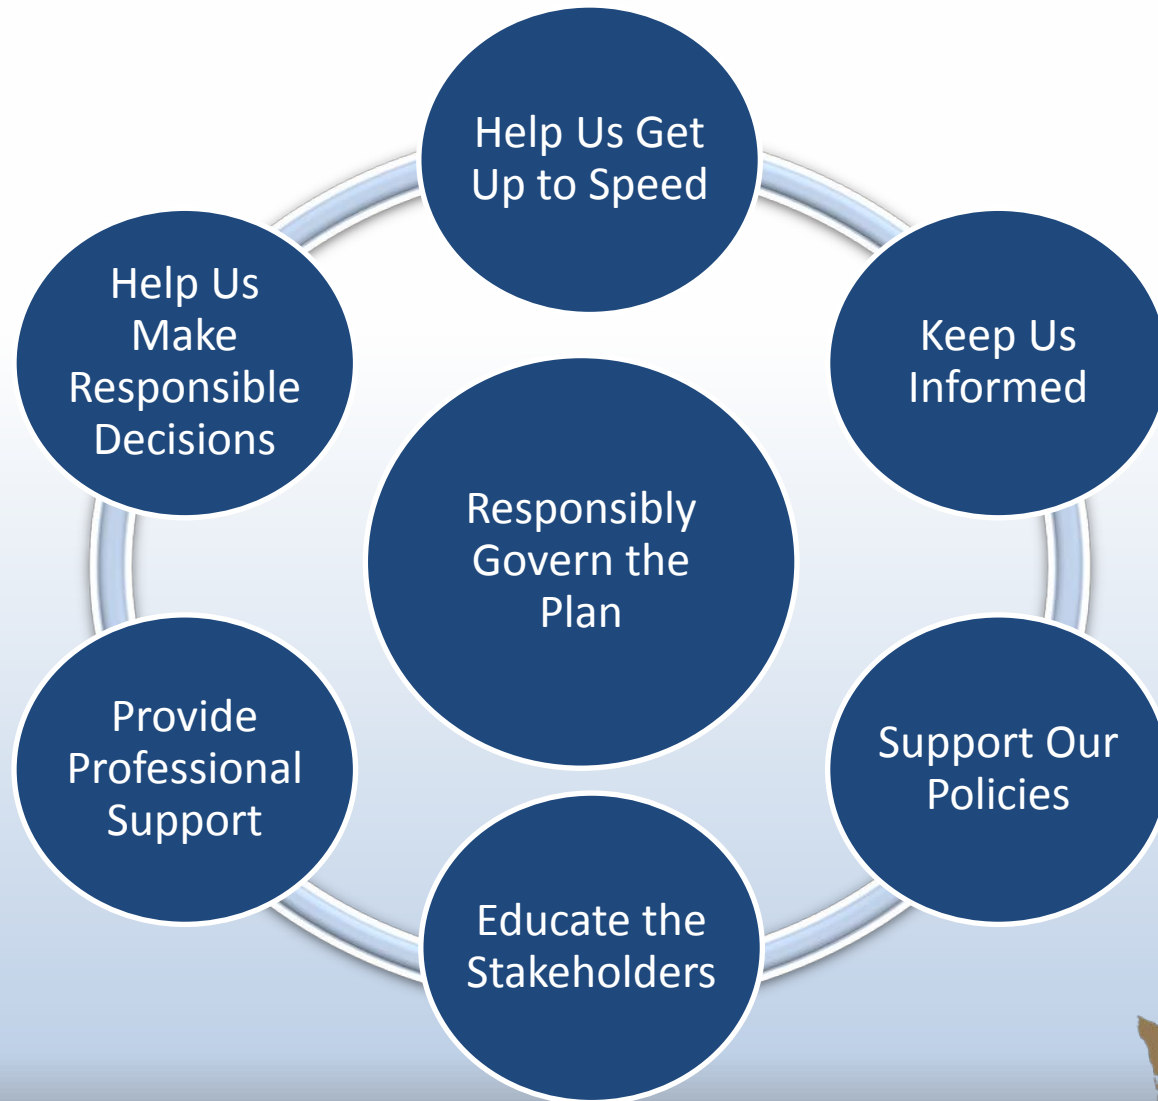 Help Us Get
Up to Speed
Help Us
Make
Responsible
Decisions
Keep Us
Informed
Responsibly
Govern the
Plan
Provide
Professional
Support
Support Our
Policies
Educate the
Stakeholders